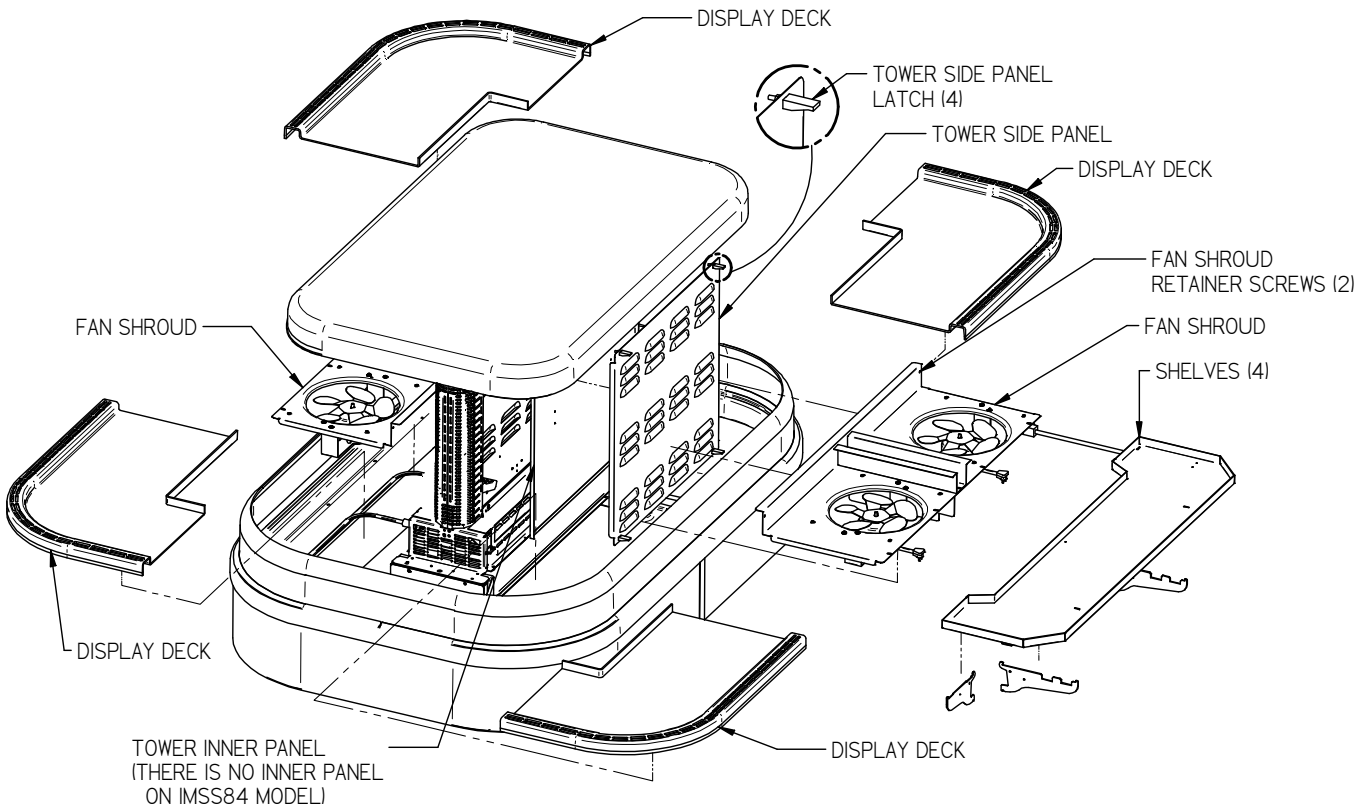 DISPLAY DECK
TOWER SIDE PANEL
LATCH (4)
TOWER SIDE PANEL
DISPLAY DECK
FAN SHROUD
RETAINER SCREWS (2)
FAN SHROUD
FAN SHROUD
SHELVES (4)
DISPLAY DECK
TOWER INNER PANEL
(THERE IS NO INNER PANEL
ON IMSS84 MODEL)
DISPLAY DECK